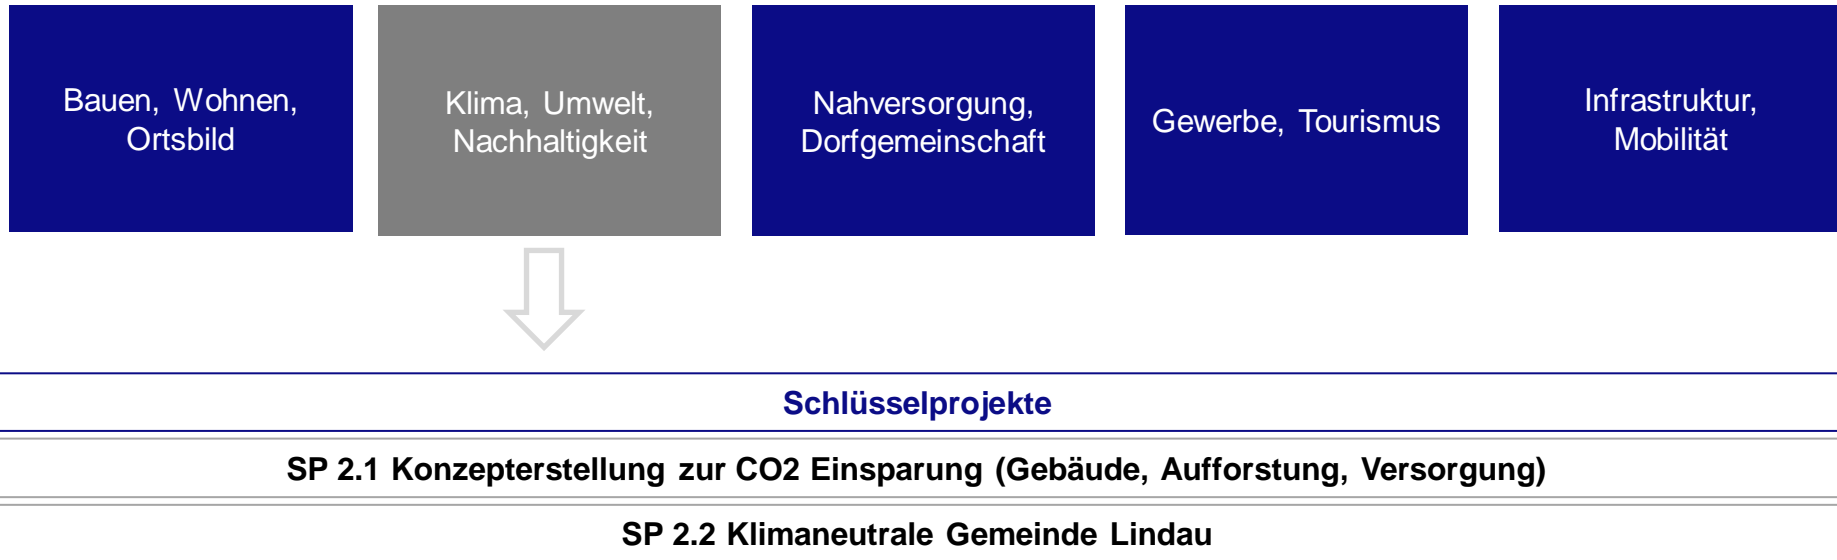 Bauen, Wohnen,
Ortsbild
Klima, Umwelt,
Nachhaltigkeit
Nahversorgung,
Dorfgemeinschaft
Gewerbe, Tourismus
Infrastruktur,
Mobilität
Schlüsselprojekte
SP 2.1 Konzepterstellung zur CO2 Einsparung (Gebäude, Aufforstung, Versorgung)
SP 2.2 Klimaneutrale Gemeinde Lindau